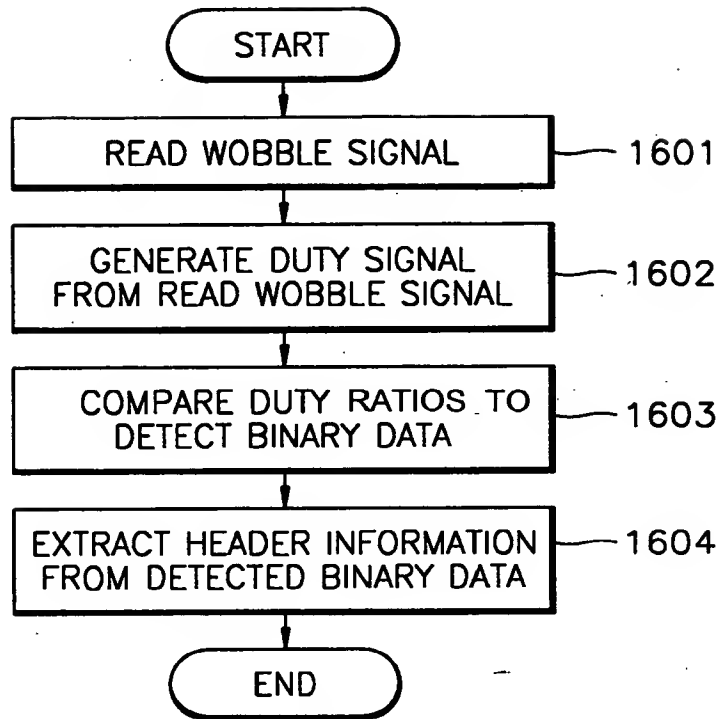 START
READ WOBBLE SIGNAL
1601
GENERATE DUTY SIGNAL
FROM READ WOBBLE SIGNAL
1602
COMPARE DUTY RATIOS TO
DETECT BINARY DATA
1603
EXTRACT HEADER INFORMATION
FROM DETECTED BINARY DATA
1604
END